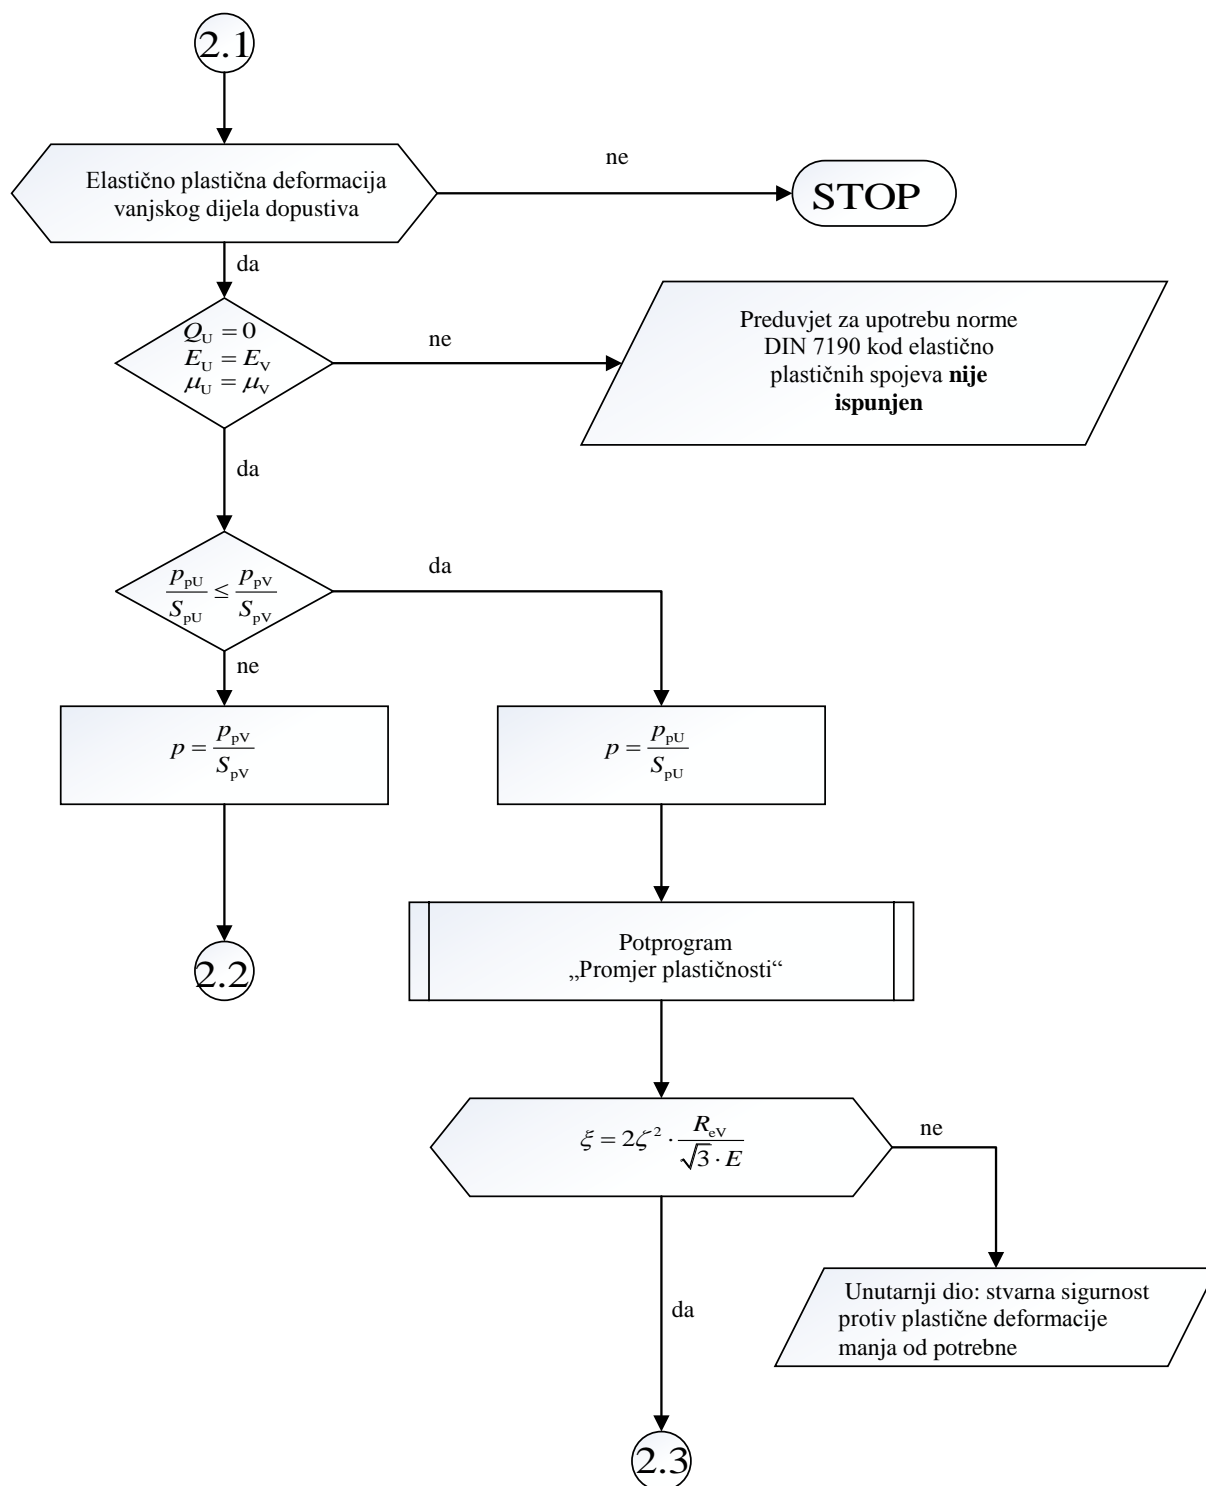 2.1
Elastično plastična deformacija
vanjskog dijela dopustiva
ne
STOP
da
Q_U = 0
E_U = E_V
μ_U = μ_V
ne
Preduvjet za upotrebu norme
DIN 7190 kod elastično
plastičnih spojeva nije
ispunjen
da
p_pU / S_pU ≤ p_pV / S_pV
da
ne
p = p_pV / S_pV
p = p_pU / S_pU
2.2
Potprogram
„Promjer plastičnosti“
ξ = 2ζ² · R_eV / (√3 · E)
ne
da
Unutarnji dio: stvarna sigurnost
protiv plastične deformacije
manja od potrebne
2.3